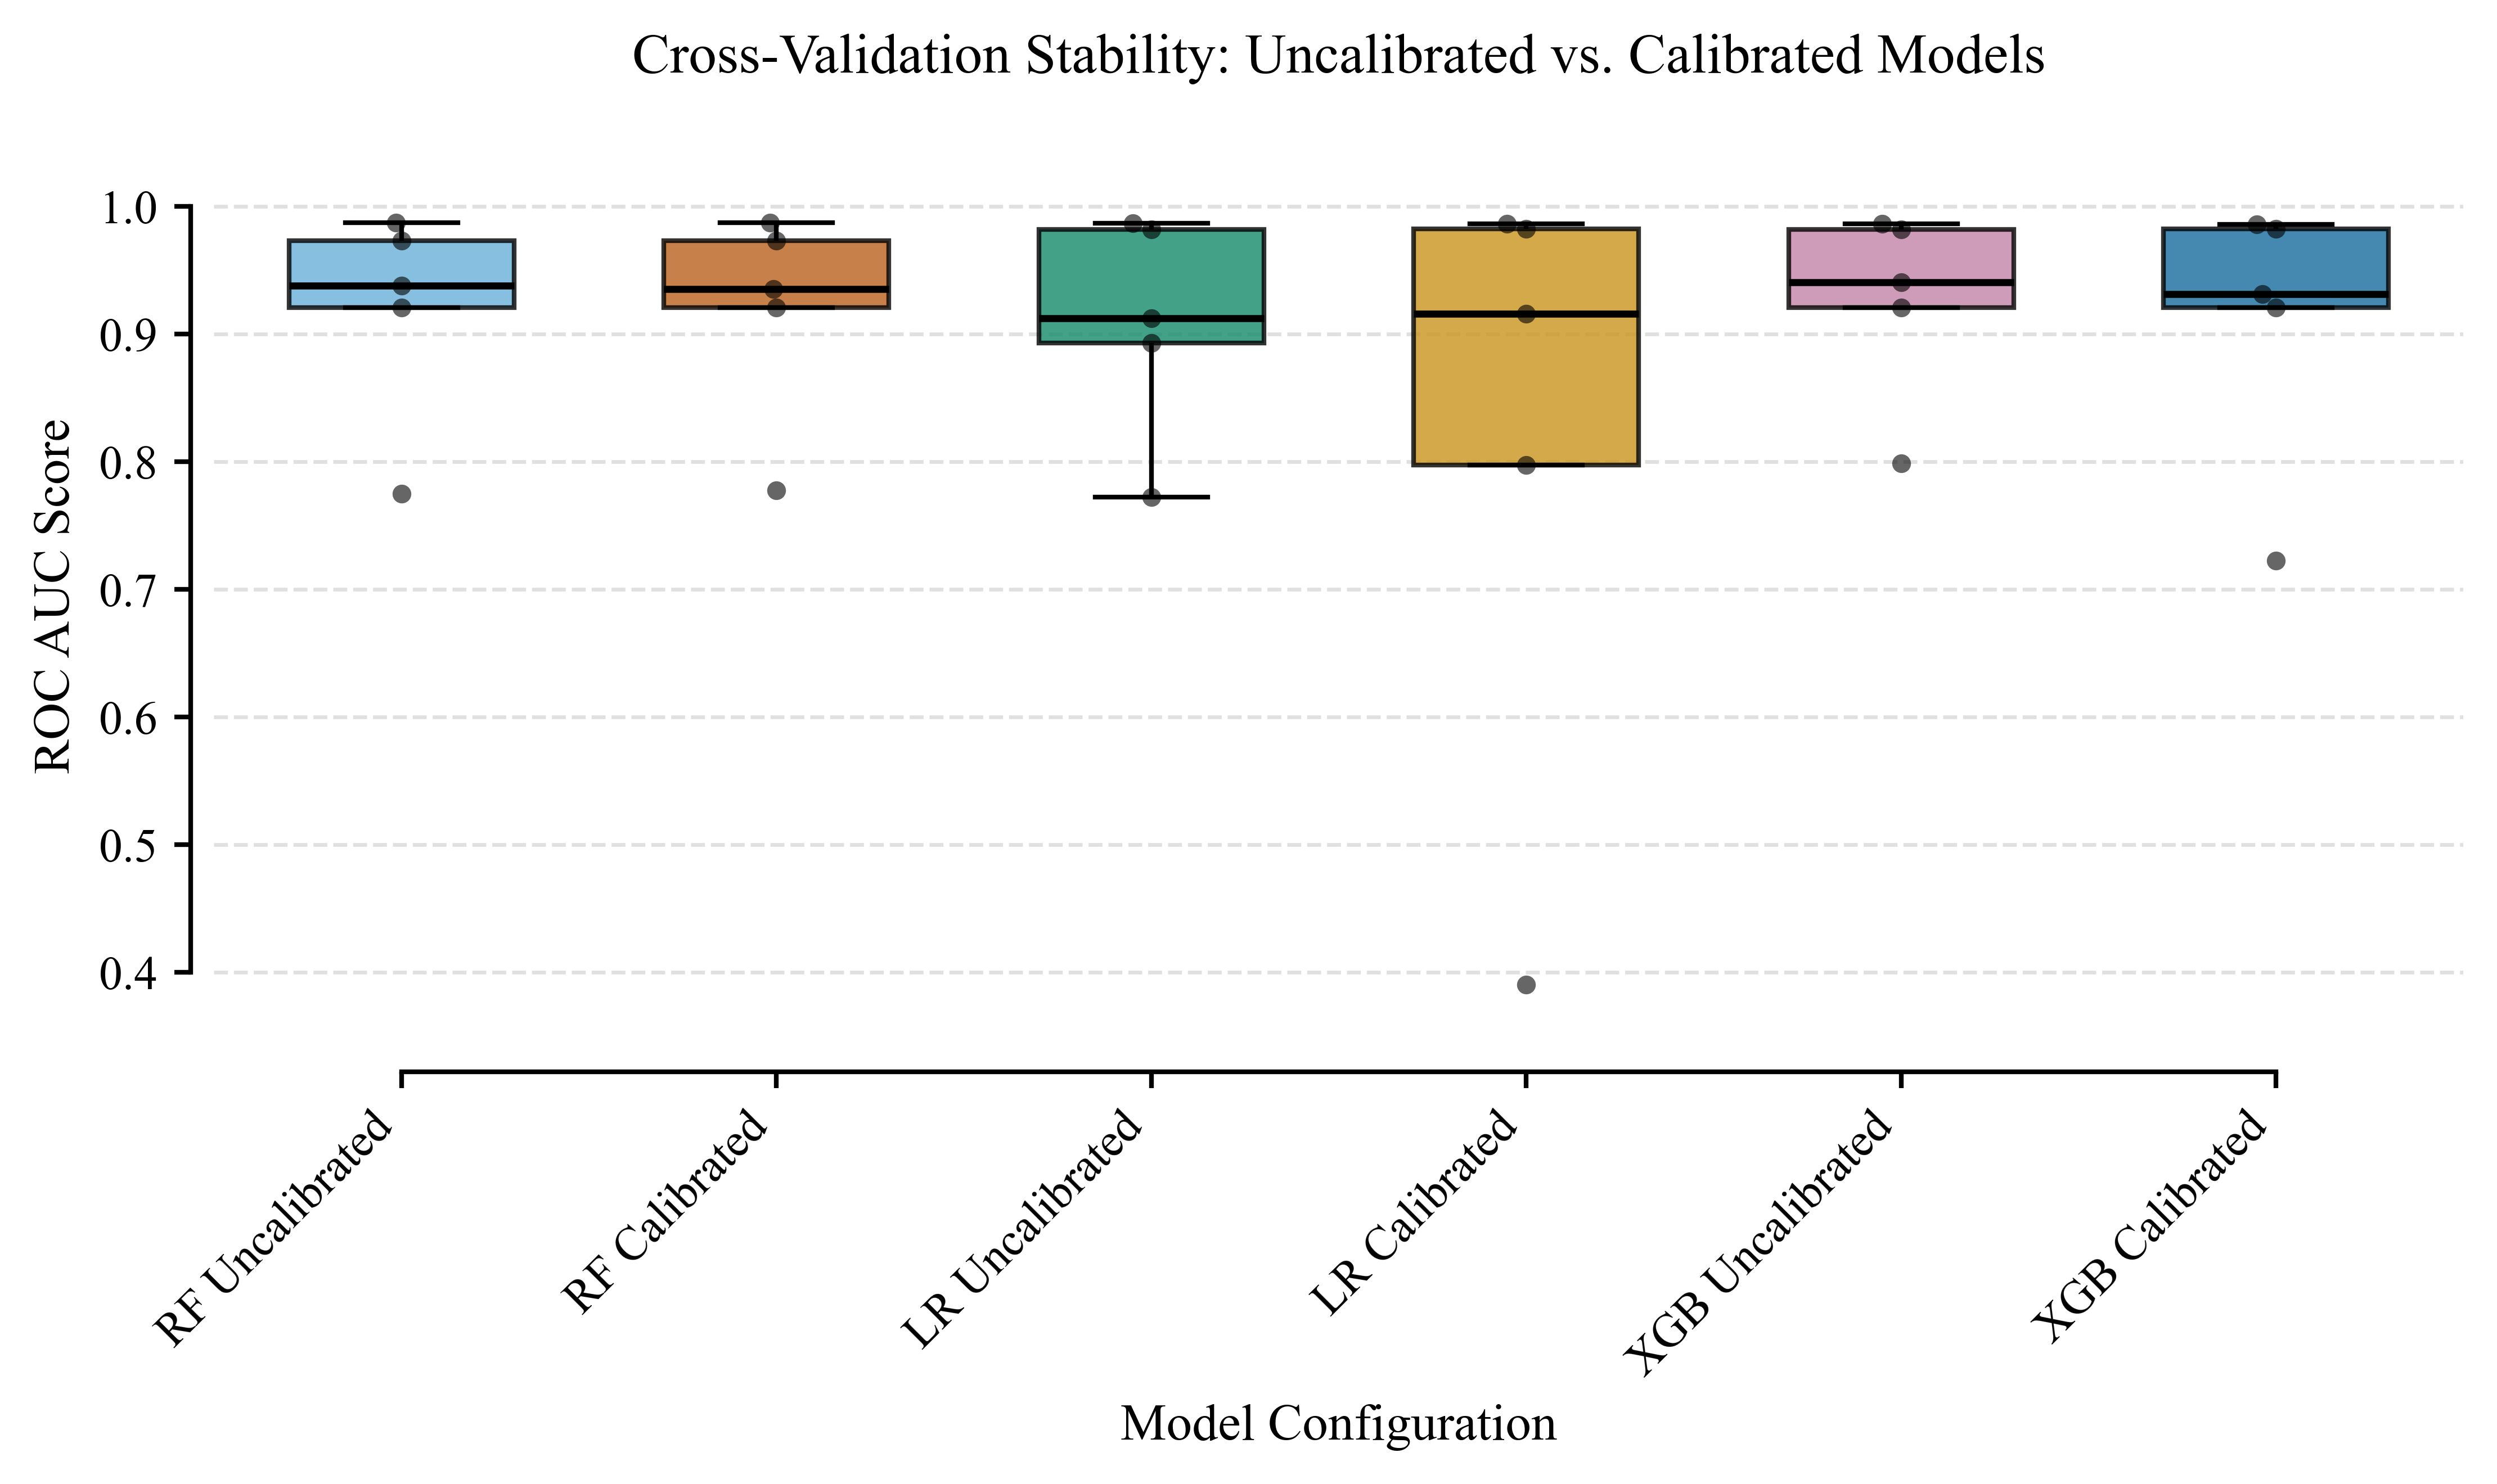 Cross-Validation Stability: Uncalibrated vs. Calibrated Models
1.0
0.9
0.8
0.7
0.6
0.5
0.4
ROC AUC Score
RF Uncalibrated
RF Calibrated
LR Uncalibrated
LR Calibrated
XGB Uncalibrated
XGB Calibrated
Model Configuration